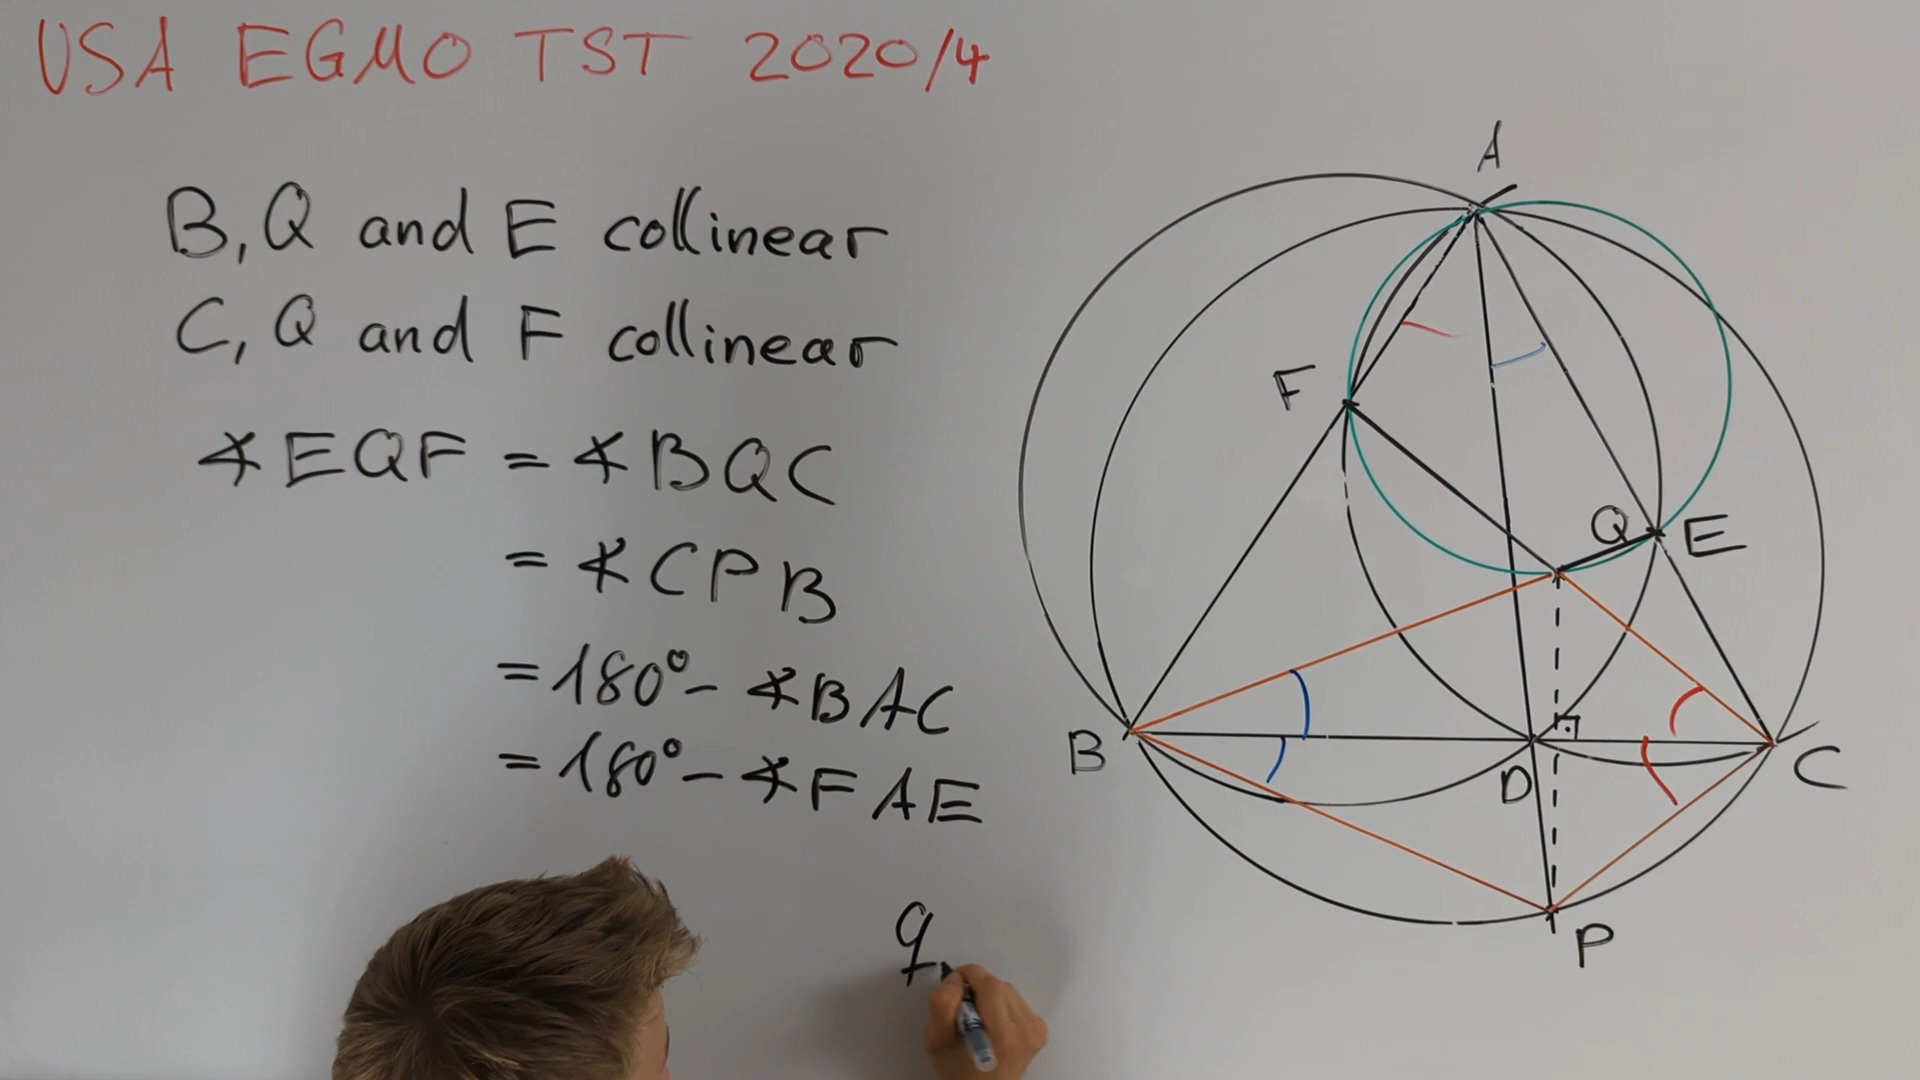 USA EGMO TST 2020/4
B, Q and E collinear
C, Q and F collinear
∢EQF = ∢BQC
= ∢CPB
= 180° - ∢BAC
= 180° - ∢FAE
q.
A
F
Q E
B
D
C
P